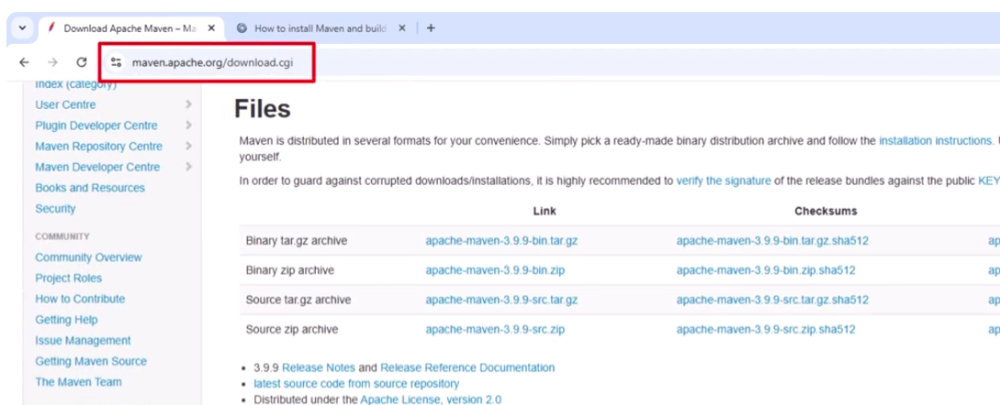 Download Apache Maven – Ma
How to install Maven and build
maven.apache.org/download.cgi
Index (category)
User Centre
Plugin Developer Centre
Maven Repository Centre
Maven Developer Centre
Books and Resources
Security
COMMUNITY
Community Overview
Project Roles
How to Contribute
Getting Help
Issue Management
Getting Maven Source
The Maven Team
Files
Maven is distributed in several formats for your convenience. Simply pick a ready-made binary distribution archive and follow the installation instructions.
yourself.
In order to guard against corrupted downloads/installations, it is highly recommended to verify the signature of the release bundles against the public KEY
Link Checksums
Binary tar.gz archive apache-maven-3.9.9-bin.tar.gz apache-maven-3.9.9-bin.tar.gz.sha512 ap
Binary zip archive apache-maven-3.9.9-bin.zip apache-maven-3.9.9-bin.zip.sha512 ap
Source tar.gz archive apache-maven-3.9.9-src.tar.gz apache-maven-3.9.9-src.tar.gz.sha512 ap
Source zip archive apache-maven-3.9.9-src.zip apache-maven-3.9.9-src.zip.sha512 ap
3.9.9 Release Notes and Release Reference Documentation
latest source code from source repository
Distributed under the Apache License, version 2.0